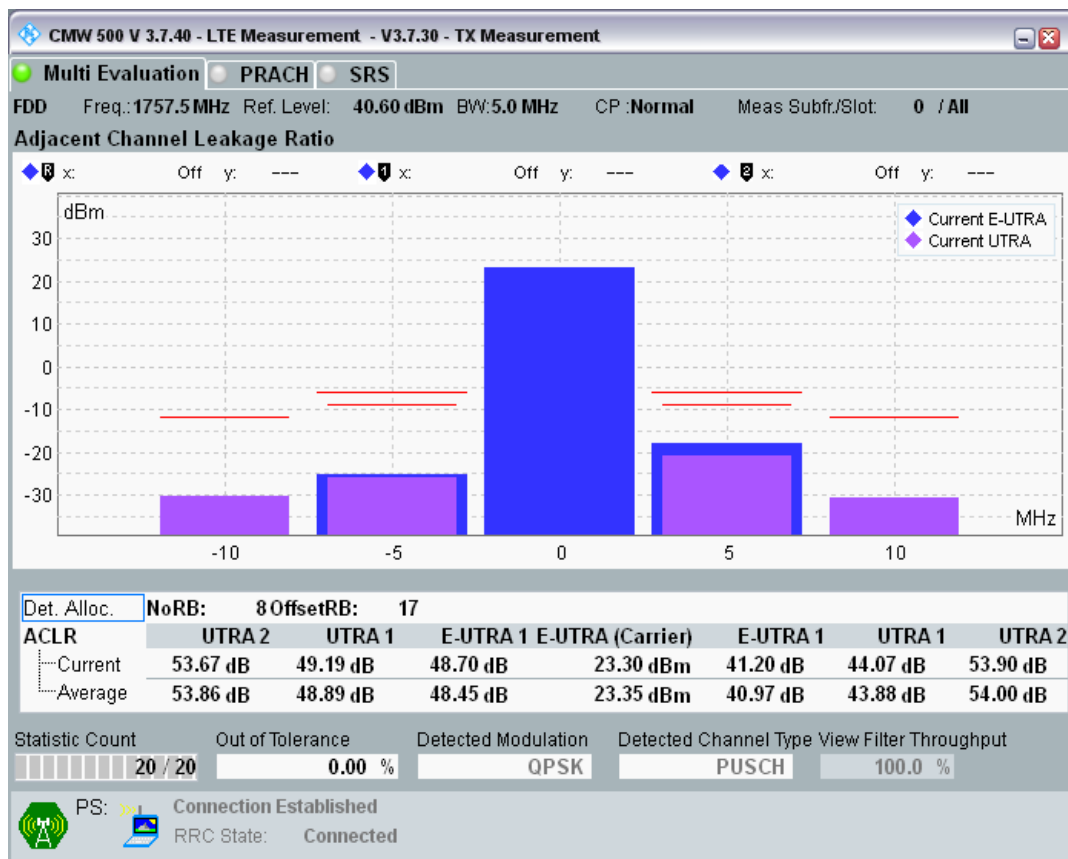 CMW 500 V 3.7.40 - LTE Measurement - V3.7.30 - TX Measurement
Multi Evaluation PRACH SRS
FDD Freq.:1757.5 MHz Ref. Level: 40.60 dBm BW:5.0 MHz CP :Normal Meas Subfr./Slot: 0 / All
Adjacent Channel Leakage Ratio
R x: Off y: --- 1 x: Off y: --- 2 x: Off y: ---
dBm
Current E-UTRA
Current UTRA
30
20
10
0
-10
-20
-30
MHz
-10 -5 0 5 10
Det. Alloc. NoRB: 8 OffsetRB: 17
ACLR UTRA 2 UTRA 1 E-UTRA 1 E-UTRA (Carrier) E-UTRA 1 UTRA 1 UTRA 2
Current 53.67 dB 49.19 dB 48.70 dB 23.30 dBm 41.20 dB 44.07 dB 53.90 dB
Average 53.86 dB 48.89 dB 48.45 dB 23.35 dBm 40.97 dB 43.88 dB 54.00 dB
Statistic Count Out of Tolerance Detected Modulation Detected Channel Type View Filter Throughput
20 / 20 0.00 % QPSK PUSCH 100.0 %
PS: Connection Established
RRC State: Connected